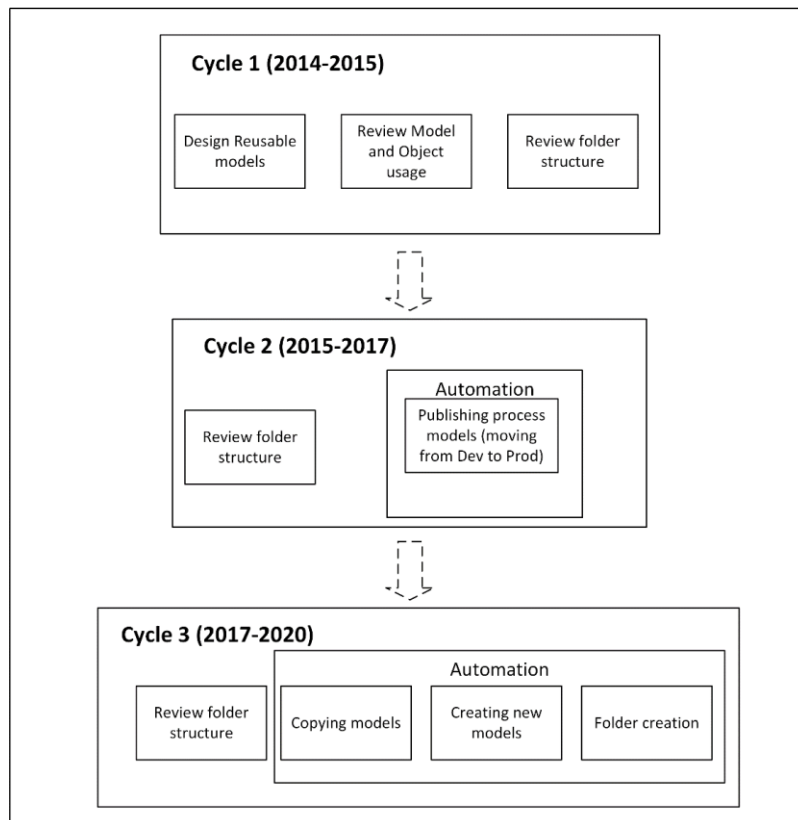 Cycle 1 (2014-2015)
Design Reusable
models
Review Model
and Object
usage
Review folder
structure
Cycle 2 (2015-2017)
Review folder
structure
Automation
Publishing process
models (moving
from Dev to Prod)
Cycle 3 (2017-2020)
Review folder
structure
Automation
Copying models
Creating new
models
Folder creation